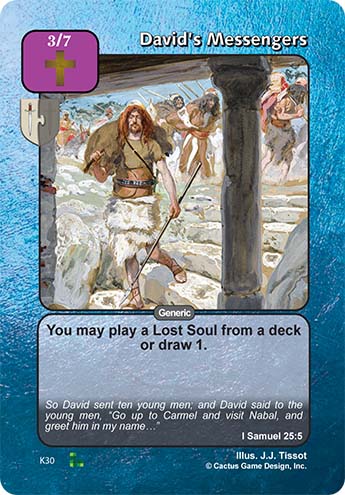 3/7
David's Messengers
Generic
You may play a Lost Soul from a deck
or draw 1.
So David sent ten young men; and David said to the
young men, “Go up to Carmel and visit Nabal, and
greet him in my name…”
I Samuel 25:5
K30
Illus. J.J. Tissot
© Cactus Game Design, Inc.